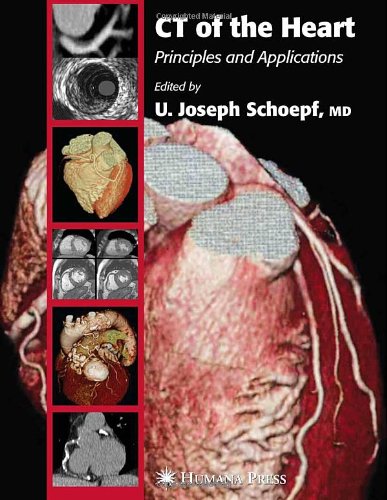 CT of the Heart
Principles and Applications
Edited by
U. Joseph Schoepf, MD
HUMANA PRESS